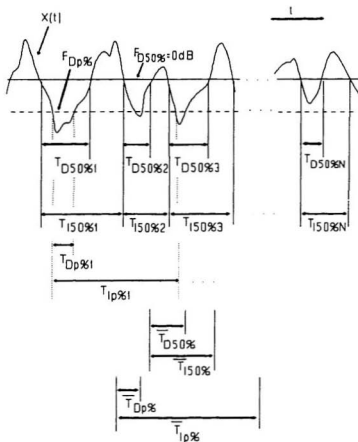 t
X(t)
F_Dp%
F_D50%=0dB
T_D50%1
T_D50%2
T_D50%3
T_D50%N
T_I50%1
T_I50%2
T_I50%3
T_I50%N
T_Dp%1
T_Ip%1
T̅_D50%
T̅_I50%
T̅_Dp%
T̅_Ip%